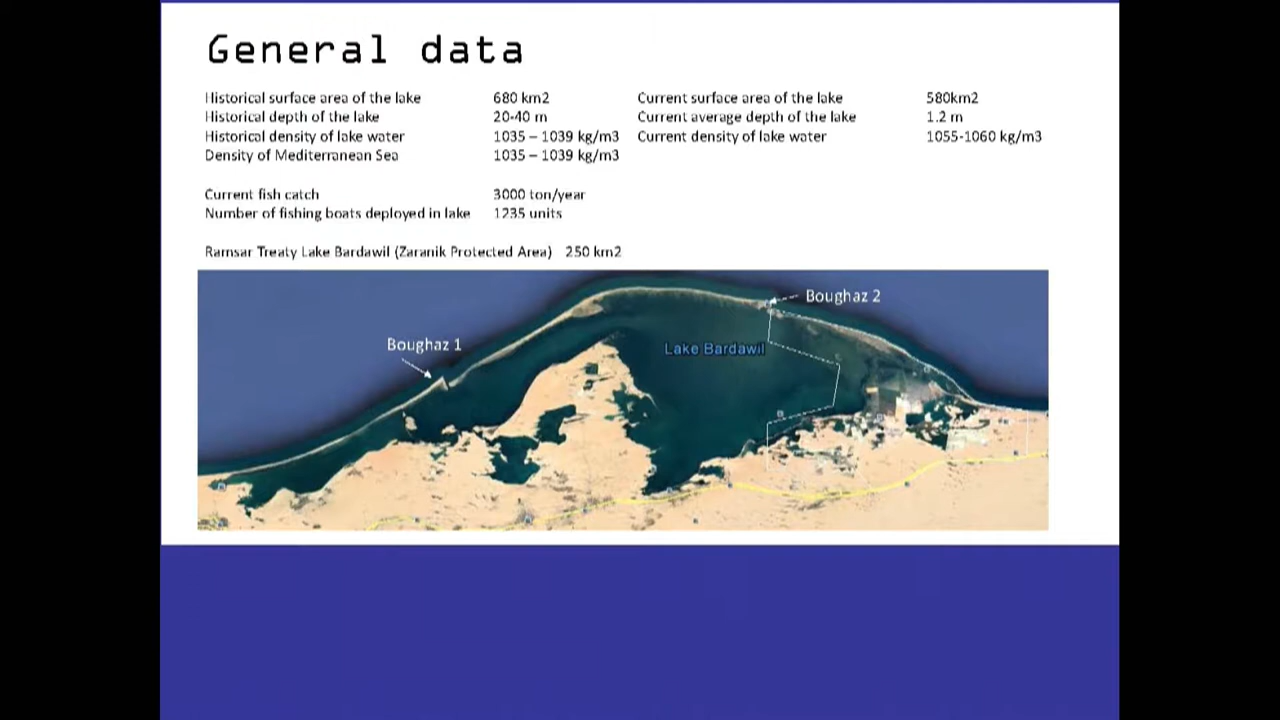 General data
Historical surface area of the lake 680 km2 Current surface area of the lake 580km2
Historical depth of the lake 20-40 m Current average depth of the lake 1.2 m
Historical density of lake water 1035 – 1039 kg/m3 Current density of lake water 1055-1060 kg/m3
Density of Mediterranean Sea 1035 – 1039 kg/m3
Current fish catch 3000 ton/year
Number of fishing boats deployed in lake 1235 units
Ramsar Treaty Lake Bardawil (Zaranik Protected Area) 250 km2
Boughaz 2
Boughaz 1
Lake Bardawil